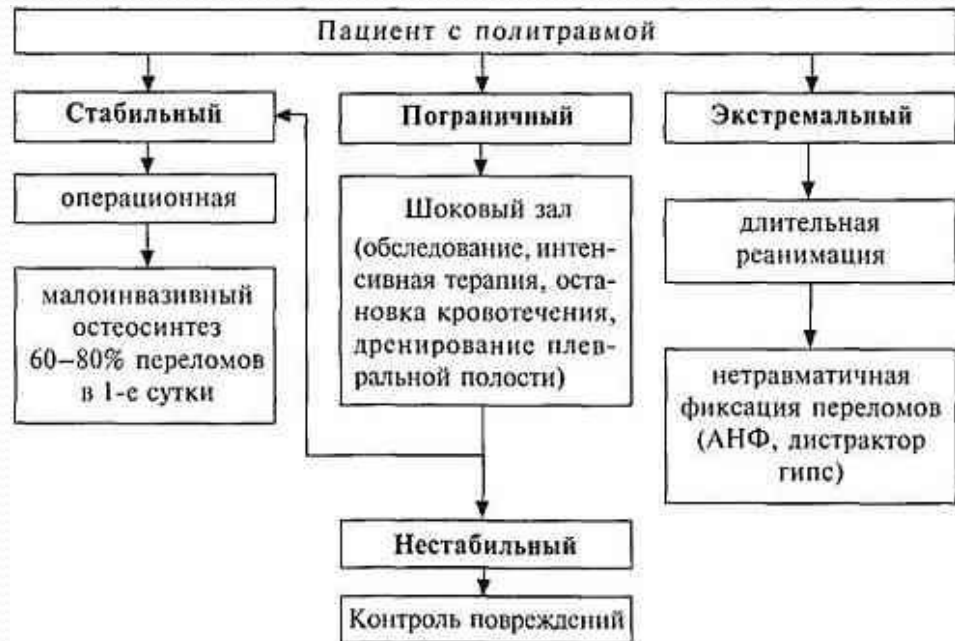 Пациент с политравмой
Стабильный
операционная
малоинвазивный
остеосинтез
60–80% переломов
в 1-е сутки
Пограничный
Шоковый зал
(обследование, интен-
сивная терапия, оста-
новка кровотечения,
дренирование плев-
ральной полости)
Экстремальный
длительная
реанимация
нетравматичная
фиксация переломов
(АНФ, дистрактор
гипс)
Нестабильный
Контроль повреждений